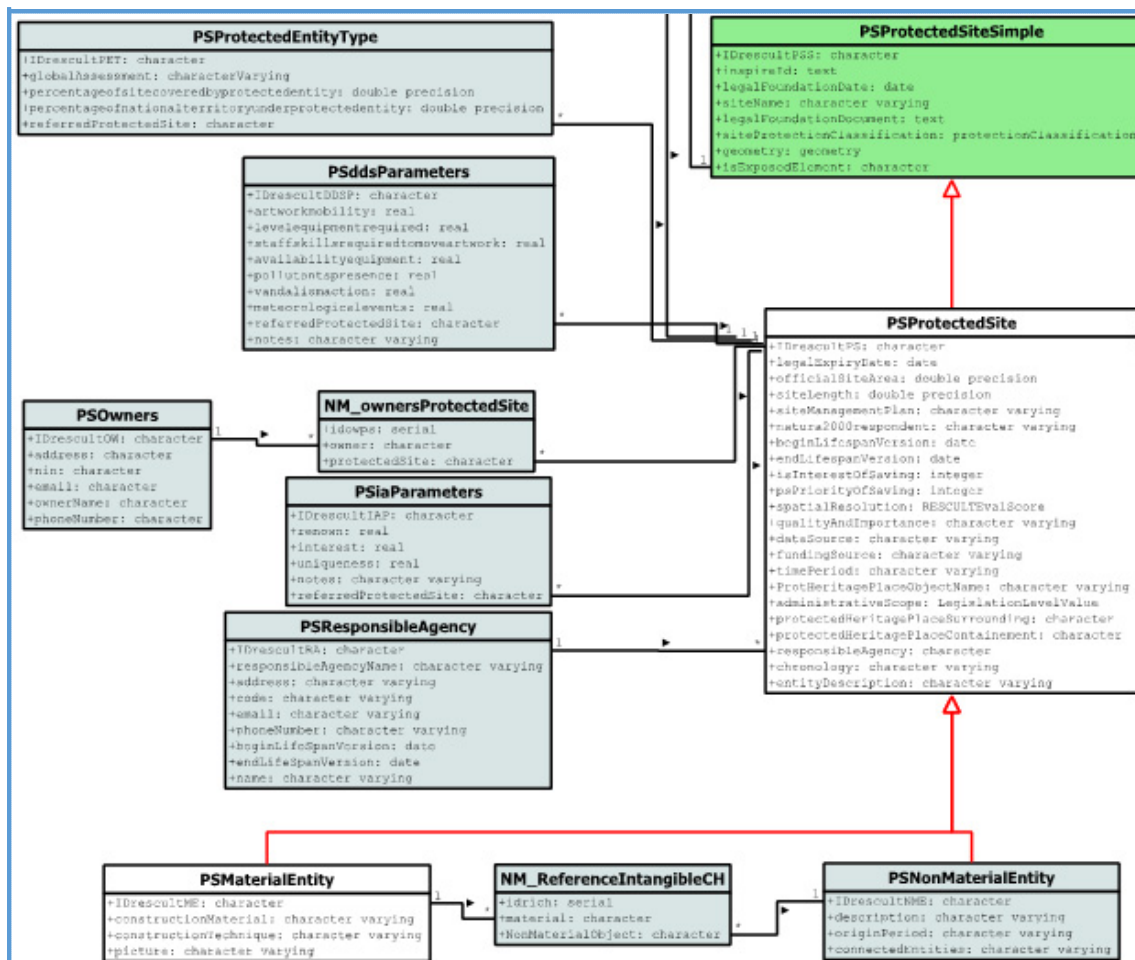 PSProtectedEntityType
+IDrescultPET: character
+globalAssessment: characterVarying
+percentageofsitecoveredbyprotectedentity: double precision
+percentageofnationalterritoryunderprotectedentity: double precision
+referredProtectedSite: character
*
PSProtectedSiteSimple
+IDrescultPSS: character
+inspireId: text
+legalFoundationDate: date
+siteName: character varying
+legalFoundationDocument: text
+siteProtectionClassification: protectionClassification
+geometry: geometry
+isExposedElement: character
1
PSddsParameters
+IDrescultDDSP: character
+artworkmobility: real
+levelequipmentrequired: real
+staffskillsrequiredtomoveartwork: real
+availabilityequipment: real
+pollutantspresence: real
+vandalismaction: real
+meteorologicalevents: real
+referredProtectedSite: character
+notes: character varying
*
1 1 1
PSProtectedSite
+IDrescultPS: character
+legalExpiryDate: date
+officialSiteArea: double precision
+siteLength: double precision
+siteManagementPlan: character varying
+natura2000respondent: character varying
+beginLifespanVersion: date
+endLifespanVersion: date
+isInterestOfSaving: integer
+psPriorityOfSaving: integer
+spatialResolution: RESCULTEvalScore
+qualityAndImportance: character varying
+dataSource: character varying
+fundingSource: character varying
+timePeriod: character varying
+ProtHeritagePlaceObjectName: character varying
+administrativeScope: LegislationLevelValue
+protectedHeritagePlaceSurrounding: character
+protectedHeritagePlaceContainement: character
+responsibleAgency: character
+chronology: character varying
+entityDescription: character varying
PSOwners
+IDrescultOW: character
+address: character
+nin: character
+email: character
+ownerName: character
+phoneNumber: character
1
*
NM_ownersProtectedSite
+idowps: serial
+owner: character
+protectedSite: character
*
PSiaParameters
+IDrescultIAP: character
+renown: real
+interest: real
+uniqueness: real
+notes: character varying
+referredProtectedSite: character
*
PSResponsibleAgency
+IDrescultRA: character
+responsibleAgencyName: character varying
+address: character varying
+code: character varying
+email: character varying
+phoneNumber: character varying
+beginLifeSpanVersion: date
+endLifeSpanVersion: date
+name: character varying
1
*
PSMaterialEntity
+IDrescultME: character
+constructionMaterial: character varying
+constructionTechnique: character varying
+picture: character varying
1
*
NM_ReferenceIntangibleCH
+idrich: serial
+material: character
+NonMaterialObject: character
*
1
PSNonMaterialEntity
+IDrescultNME: character
+description: character varying
+originPeriod: character varying
+connectedEntities: character varying